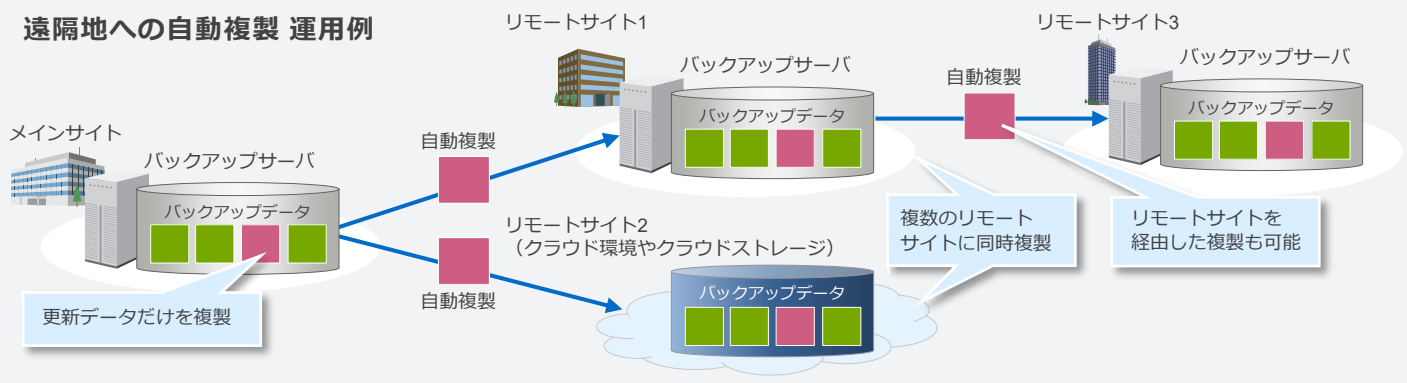 遠隔地への自動複製 運用例
メインサイト
バックアップサーバ
バックアップデータ
更新データだけを複製
自動複製
自動複製
リモートサイト1
バックアップサーバ
バックアップデータ
リモートサイト2
（クラウド環境やクラウドストレージ）
バックアップデータ
複数のリモート
サイトに同時複製
自動複製
リモートサイト3
バックアップサーバ
バックアップデータ
リモートサイトを
経由した複製も可能